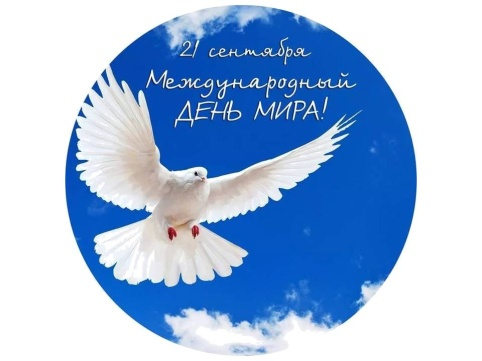 21 сентября
Международный
ДЕНЬ МИРА!